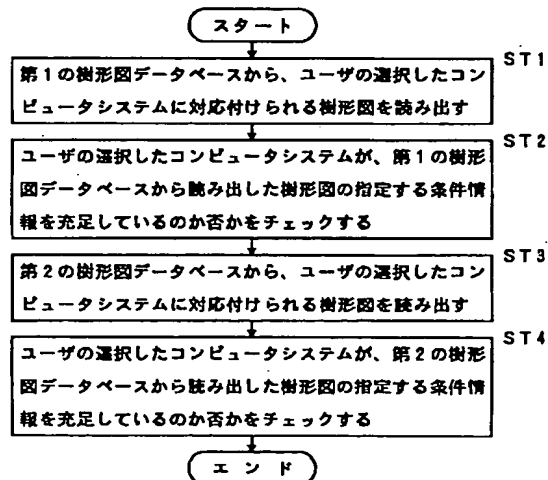 スタート
ST1
第1の樹形図データベースから、ユーザの選択したコン
ピュータシステムに対応付けられる樹形図を読み出す
ST2
ユーザの選択したコンピュータシステムが、第1の樹形
図データベースから読み出した樹形図の指定する条件情
報を充足しているのか否かをチェックする
ST3
第2の樹形図データベースから、ユーザの選択したコン
ピュータシステムに対応付けられる樹形図を読み出す
ST4
ユーザの選択したコンピュータシステムが、第2の樹形
図データベースから読み出した樹形図の指定する条件情
報を充足しているのか否かをチェックする
エンド